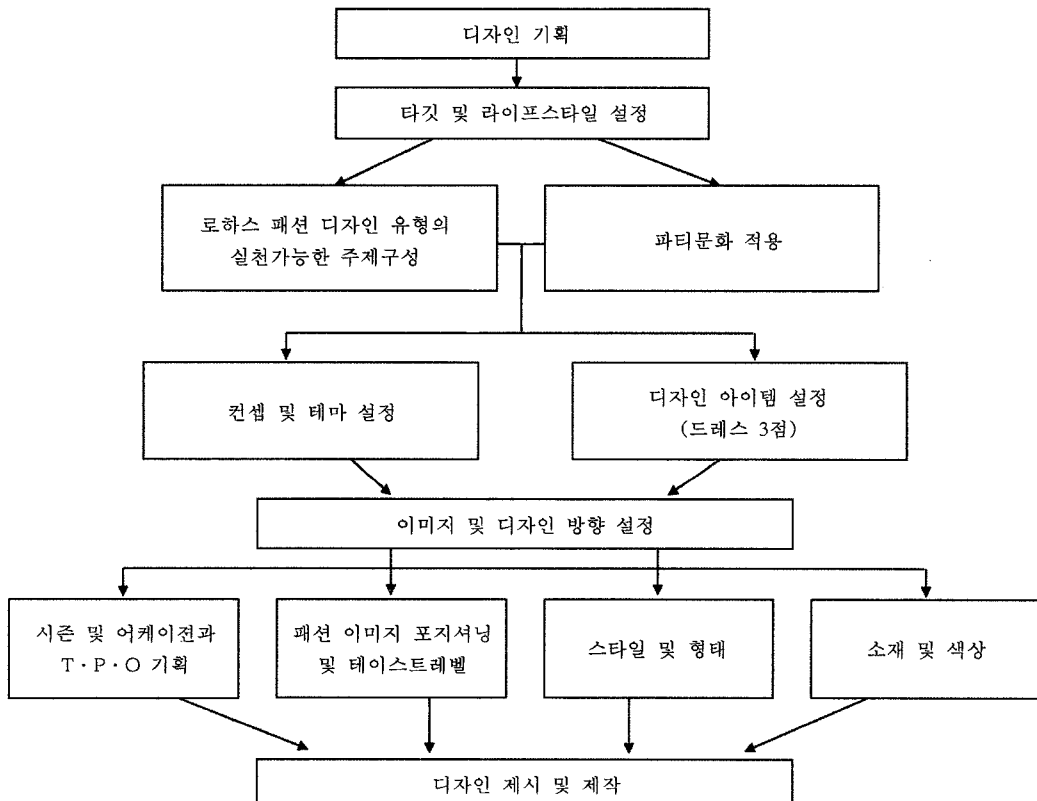 디자인 기획
타깃 및 라이프스타일 설정
로하스 패션 디자인 유형의
실천가능한 주제구성
파티문화 적용
컨셉 및 테마 설정
디자인 아이템 설정
(드레스 3점)
이미지 및 디자인 방향 설정
시즌 및 어케이젼과
T·P·O 기획
패션 이미지 포지셔닝
및 테이스트레벨
스타일 및 형태
소재 및 색상
디자인 제시 및 제작